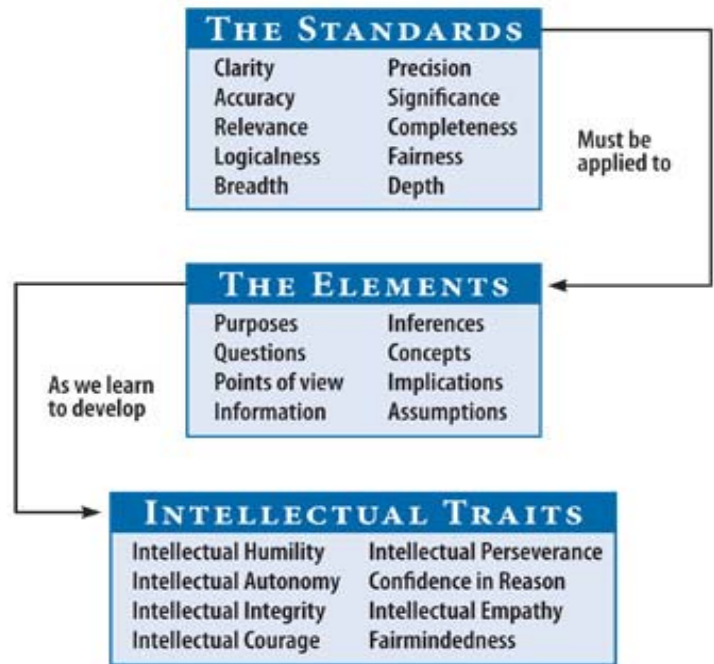 THE STANDARDS
Clarity Precision
Accuracy Significance
Relevance Completeness
Logicalness Fairness
Breadth Depth
Must be
applied to
THE ELEMENTS
Purposes Inferences
Questions Concepts
Points of view Implications
Information Assumptions
As we learn
to develop
INTELLECTUAL TRAITS
Intellectual Humility Intellectual Perseverance
Intellectual Autonomy Confidence in Reason
Intellectual Integrity Intellectual Empathy
Intellectual Courage Fairmindedness